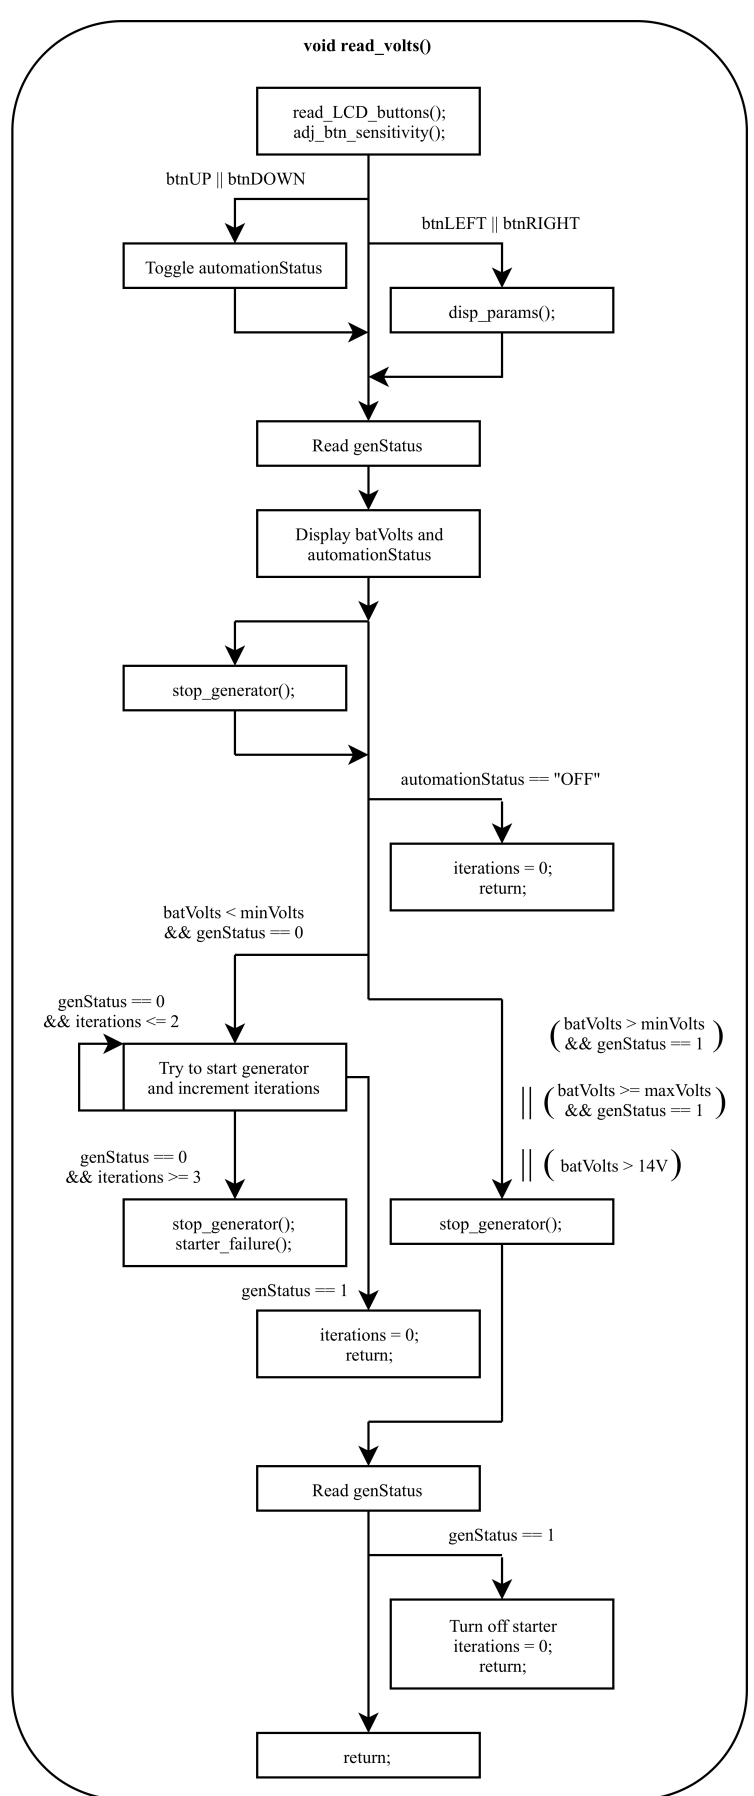 void read_volts()
read_LCD_buttons();
adj_btn_sensitivity();
btnUP || btnDOWN
btnLEFT || btnRIGHT
Toggle automationStatus
disp_params();
Read genStatus
Display batVolts and
automationStatus
stop_generator();
automationStatus == "OFF"
iterations = 0;
return;
batVolts < minVolts
&& genStatus == 0
genStatus == 0
&& iterations <= 2
(batVolts > minVolts
&& genStatus == 1)
Try to start generator
and increment iterations
|| (batVolts >= maxVolts
&& genStatus == 1)
genStatus == 0
&& iterations >= 3
|| (batVolts > 14V)
stop_generator();
starter_failure();
stop_generator();
genStatus == 1
iterations = 0;
return;
Read genStatus
genStatus == 1
Turn off starter
iterations = 0;
return;
return;